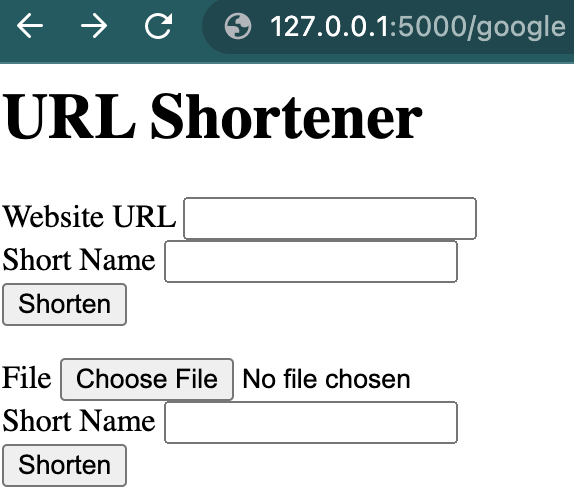 127.0.0.1:5000/google
URL Shortener
Website URL
Short Name
Shorten
File Choose File No file chosen
Short Name
Shorten